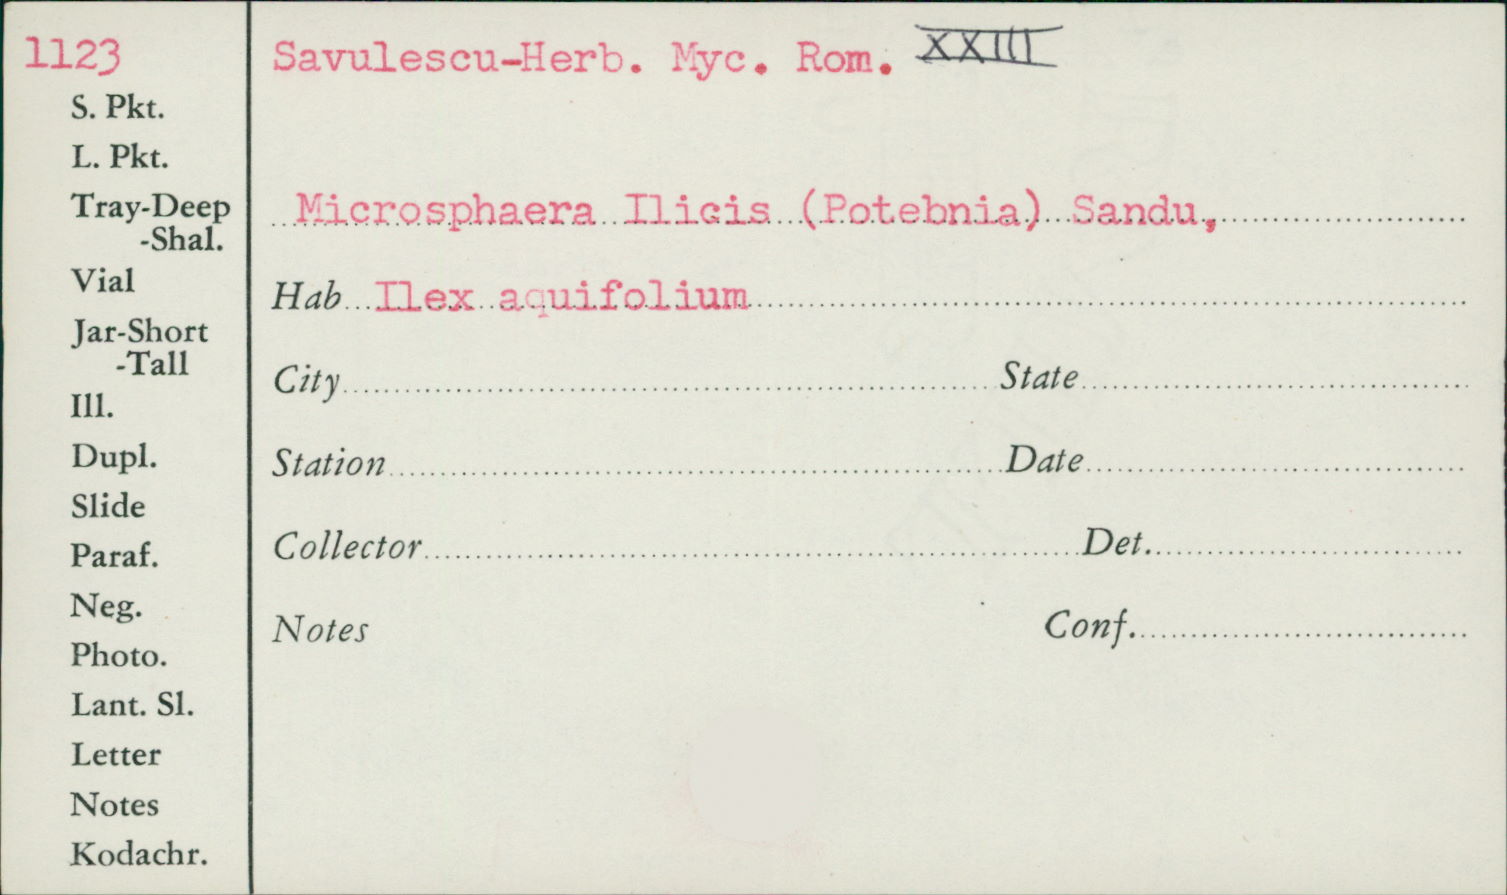 1123
Savulescu-Herb. Myc. Rom. XXIII
S. Pkt.
L. Pkt.
Tray-Deep
-Shal.
Vial
Jar-Short
-Tall
Ill.
Dupl.
Slide
Paraf.
Neg.
Photo.
Lant. Sl.
Letter
Notes
Kodachr.
Microsphaera Ilicis (Potebnia) Sandu,
Hab Ilex aquifolium
City State
Station Date
Collector Det.
Notes Conf.